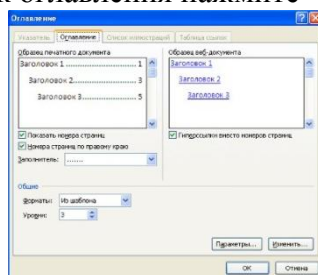 оглавления нажмите
Оглавление
Указатель Оглавление Список иллюстраций Таблица ссылок
Образец печатного документа Образец веб-документа
Заголовок 1 ........................ 1 Заголовок 1
Заголовок 2 ........................ 3 Заголовок 2
Заголовок 3 ........................ 5 Заголовок 3
Показать номера страниц Гиперссылки вместо номеров страниц
Номера страниц по правому краю
Заполнитель: .......
Общие
Форматы: Из шаблона
Уровни: 3
Параметры... Изменить...
ОК Отмена